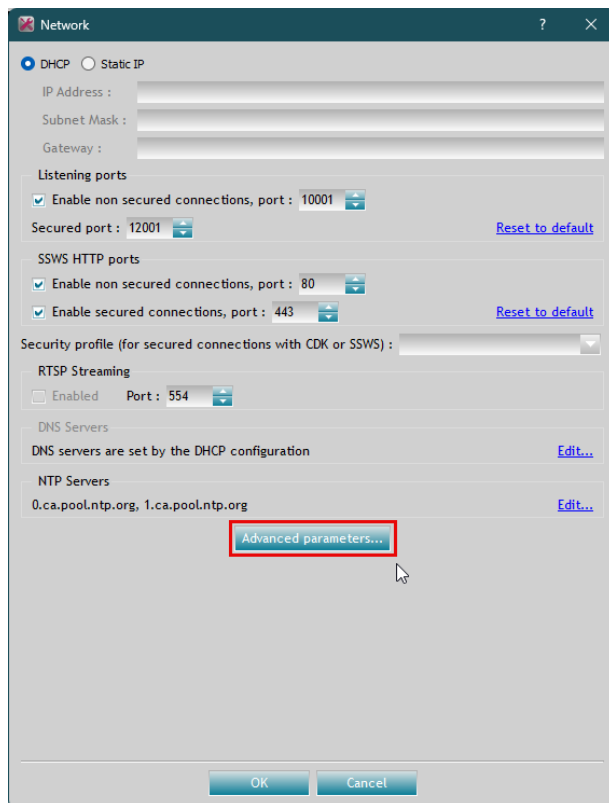 Network
DHCP Static IP
IP Address :
Subnet Mask :
Gateway :
Listening ports
Enable non secured connections, port : 10001
Secured port : 12001 Reset to default
SSWS HTTP ports
Enable non secured connections, port : 80
Enable secured connections, port : 443 Reset to default
Security profile (for secured connections with CDK or SSWS) :
RTSP Streaming
Enabled Port : 554
DNS Servers
DNS servers are set by the DHCP configuration Edit...
NTP Servers
0.ca.pool.ntp.org, 1.ca.pool.ntp.org Edit...
Advanced parameters...
OK Cancel